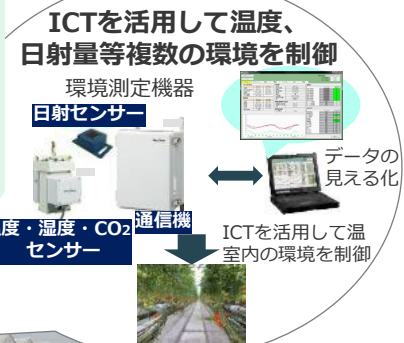 ICTを活用して温度、
日射量等複数の環境を制御
環境測定機器
日射センサー
データの
見える化
度・湿度・CO₂
センサー
通信機
ICTを活用して温
室内の環境を制御